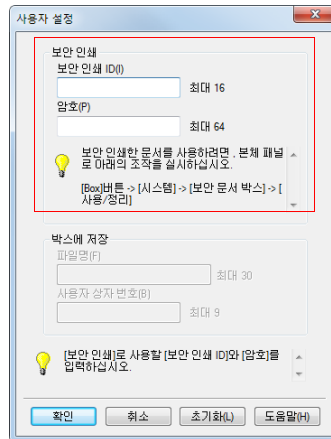 사용자 설정
보안 인쇄
보안 인쇄 ID(I)
최대 16
암호(P)
최대 64
보안 인쇄한 문서를 사용하려면 , 본체 패널
로 아래의 조작을 실시하십시오.
[Box]버튼 -> [시스템] -> [보안 문서 박스] -> [
사용/정리]
박스에 저장
파일명(F)
최대 30
사용자 상자 번호(B)
최대 9
[보안 인쇄]로 사용할 [보안 인쇄 ID]와 [암호]를
입력하십시오.
확인
취소
초기화(L)
도움말(H)